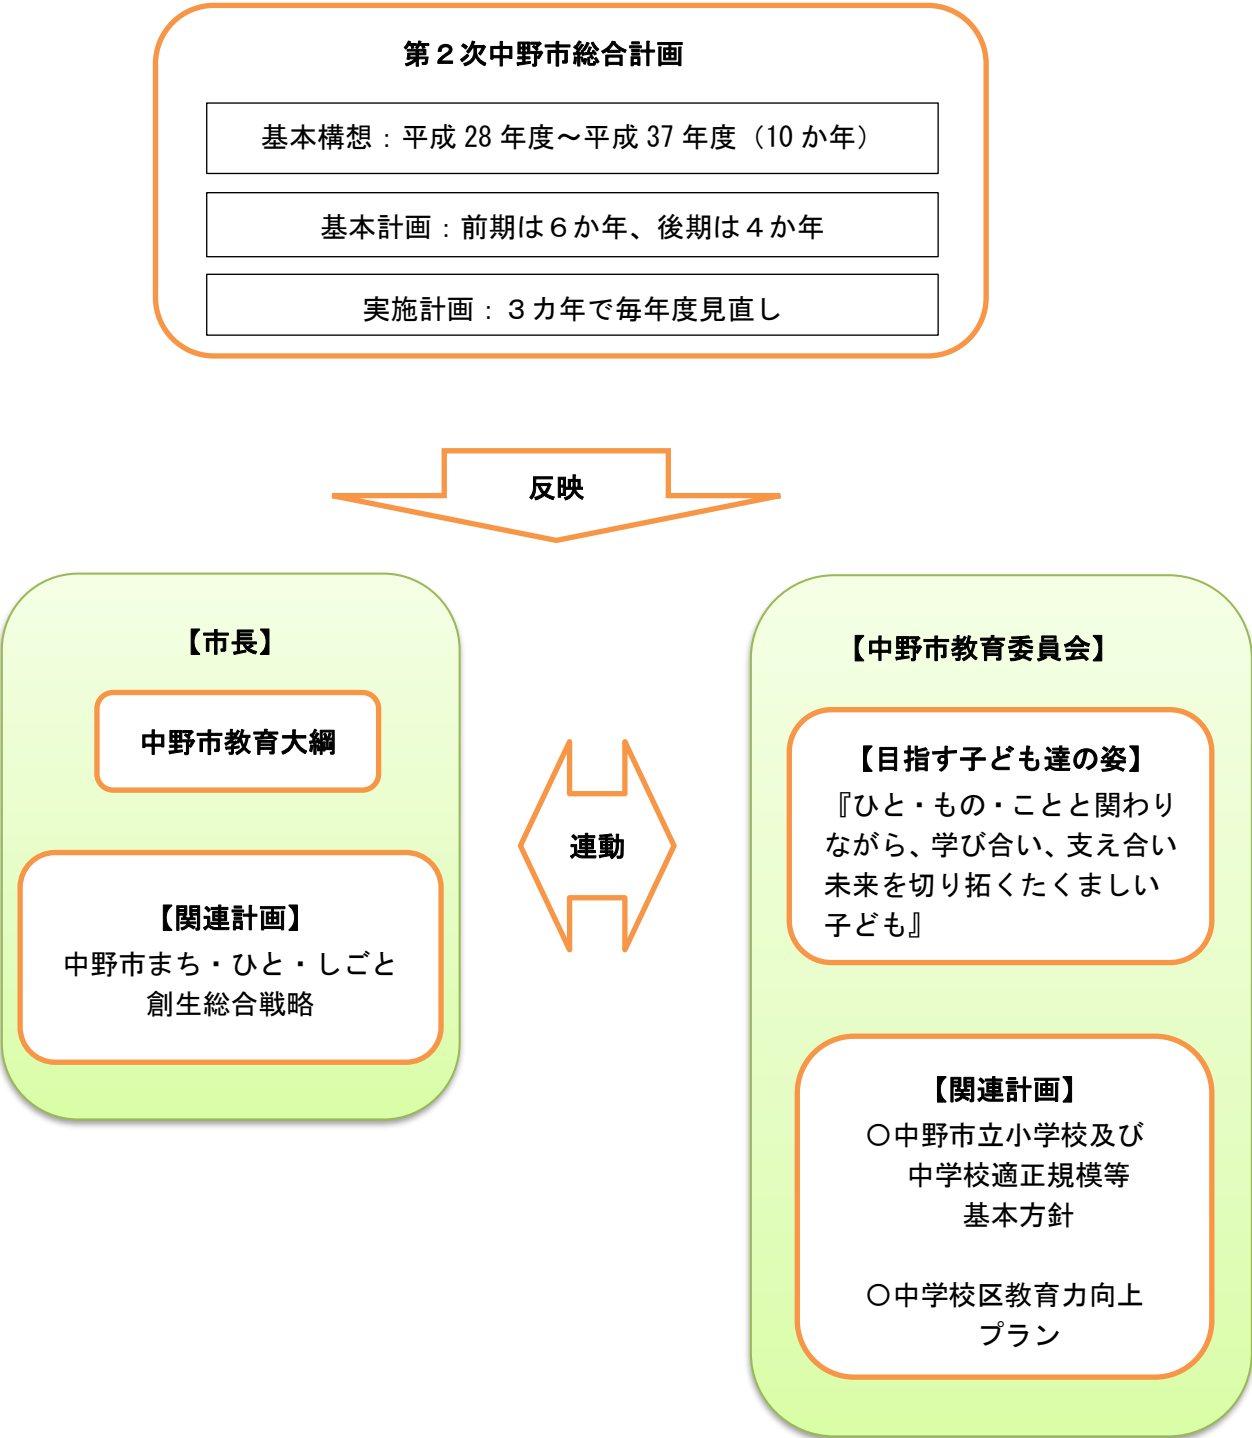 第２次中野市総合計画
基本構想：平成 28 年度～平成 37 年度（10 か年）
基本計画：前期は６か年、後期は４か年
実施計画：３カ年で毎年度見直し
反映
【市長】
中野市教育大綱
【関連計画】
中野市まち・ひと・しごと
創生総合戦略
連動
【中野市教育委員会】
【目指す子ども達の姿】
『ひと・もの・ことと関わり
ながら、学び合い、支え合い
未来を切り拓くたくましい
子ども』
【関連計画】
○中野市立小学校及び
中学校適正規模等
基本方針
○中学校区教育力向上
プラン